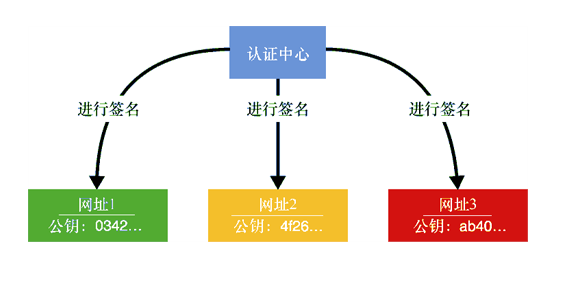 认证中心
进行签名
进行签名
进行签名
网址1
公钥：0342...
网址2
公钥：4f26...
网址3
公钥：ab40...